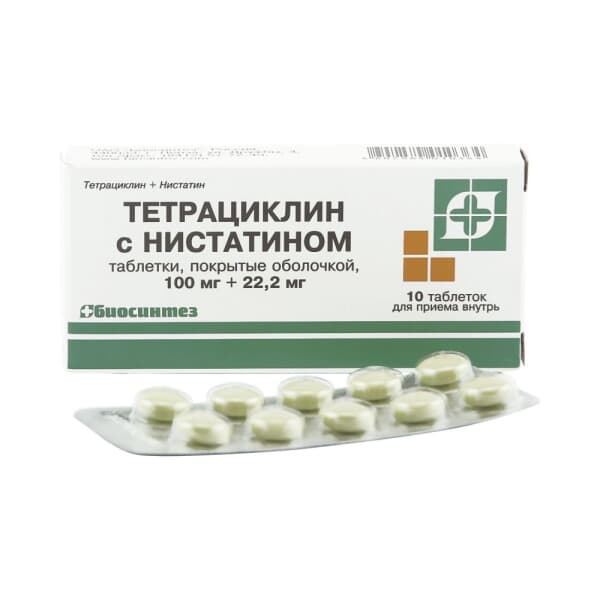 Тетрациклин + Нистатин
ТЕТРАЦИКЛИН
с НИСТАТИНОМ
таблетки, покрытые оболочкой,
100 мг + 22,2 мг
биосинтез
10 таблеток
для приема внутрь